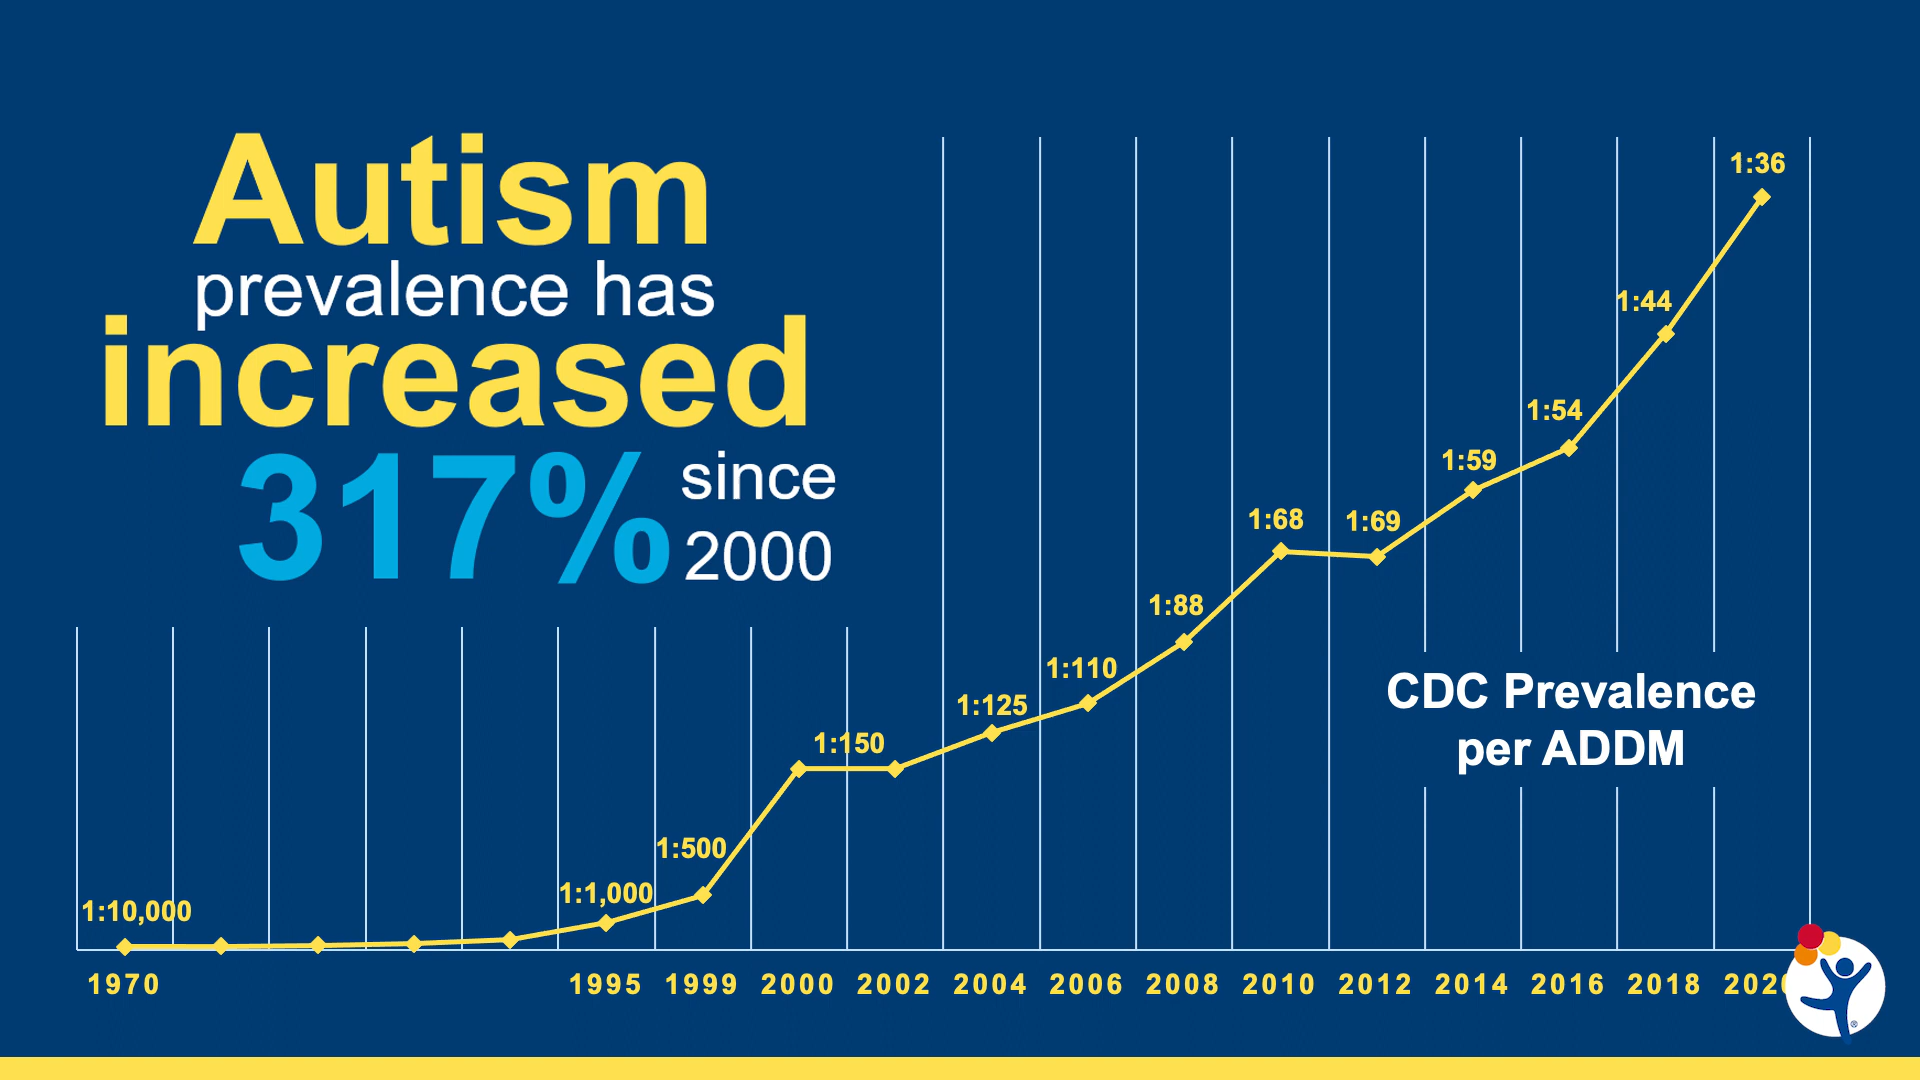 Autism
prevalence has
increased
317% since
2000
1:10,000
1:1,000
1:500
1:150
1:125
1:110
1:88
1:68
1:69
1:59
1:54
1:44
1:36
CDC Prevalence
per ADDM
1970 1995 1999 2000 2002 2004 2006 2008 2010 2012 2014 2016 2018 2020
®